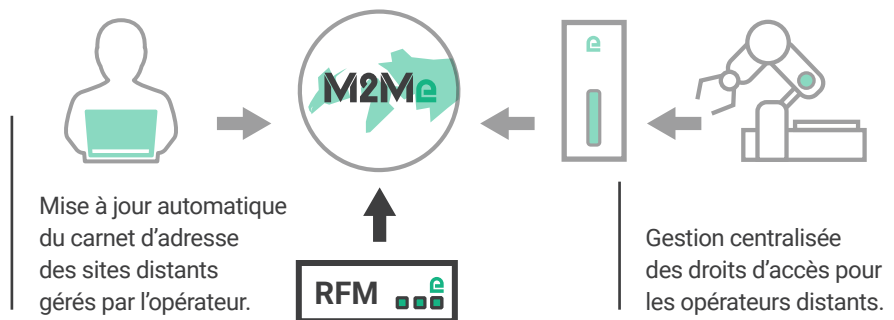 M2Me
Mise à jour automatique
du carnet d’adresse
des sites distants
gérés par l’opérateur.
RFM
Gestion centralisée
des droits d’accès pour
les opérateurs distants.